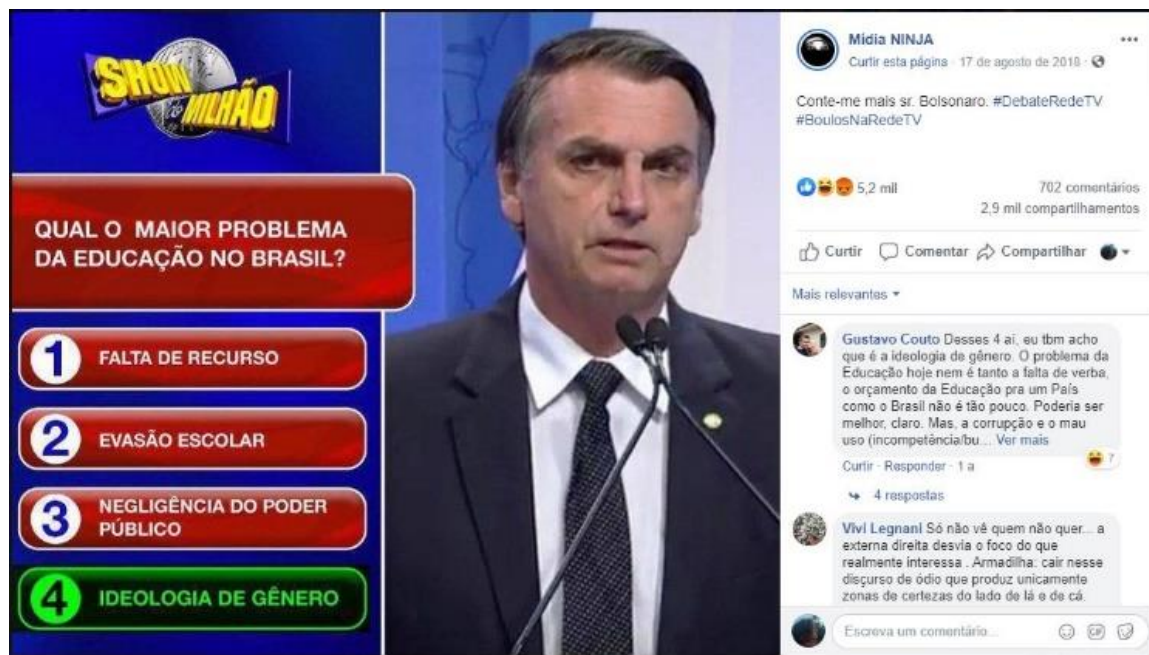 SHOW
do
MILHÃO
QUAL O MAIOR PROBLEMA
DA EDUCAÇÃO NO BRASIL?
1 FALTA DE RECURSO
2 EVASÃO ESCOLAR
3 NEGLIGÊNCIA DO PODER
PÚBLICO
4 IDEOLOGIA DE GÊNERO
Mídia NINJA
Curtir esta página · 17 de agosto de 2018 ·
Conte-me mais sr. Bolsonaro. #DebateRedeTV
#BoulosNaRedeTV
5,2 mil
702 comentários
2,9 mil compartilhamentos
Curtir Comentar Compartilhar
Mais relevantes
Gustavo Couto Desses 4 aí, eu tbm acho
que é a ideologia de gênero. O problema da
Educação hoje nem é tanto a falta de verba,
o orçamento da Educação pra um País
como o Brasil não é tão pouco. Poderia ser
melhor, claro. Mas, a corrupção e o mau
uso (incompetência/bu... Ver mais
Curtir · Responder · 1 a
7
4 respostas
Vivi Legnani Só não vê quem não quer... a
externa direita desvia o foco do que
realmente interessa . Armadilha: cair nesse
discurso de ódio que produz unicamente
zonas de certezas do lado de lá e de cá.
Escreva um comentário...
GIF